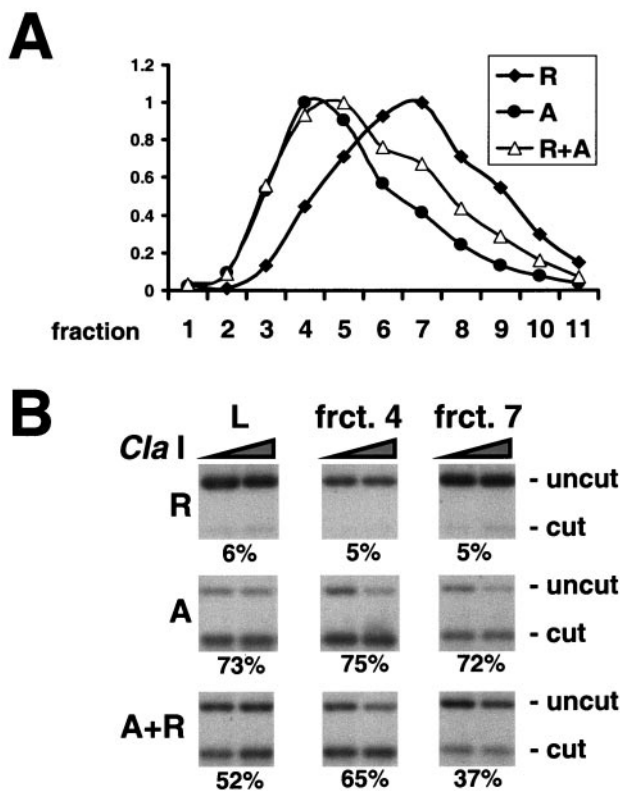 A
1.2
1
0.8
0.6
0.4
0.2
0
R
A
R+A
fraction 1 2 3 4 5 6 7 8 9 10 11
B
L frct. 4 frct. 7
Cla I
R
- uncut
- cut
6% 5% 5%
A
- uncut
- cut
73% 75% 72%
A+R
- uncut
- cut
52% 65% 37%